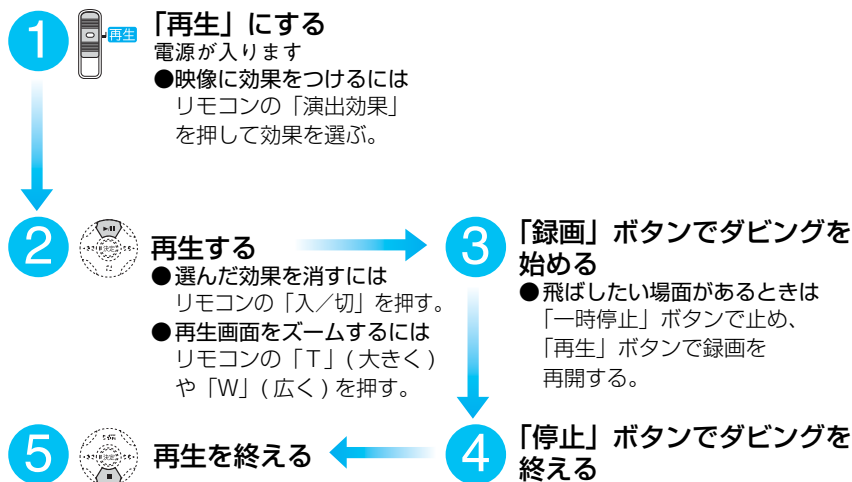 1
再生
「再生」にする
電源が入ります
●映像に効果をつけるには
リモコンの「演出効果」
を押して効果を選ぶ。
2
再生する
●選んだ効果を消すには
リモコンの「入／切」を押す。
●再生画面をズームするには
リモコンの「T」(大きく)
や「W」(広く)を押す。
3
「録画」ボタンでダビングを
始める
●飛ばしたい場面があるときは
「一時停止」ボタンで止め、
「再生」ボタンで録画を
再開する。
4
「停止」ボタンでダビングを
終える
5
再生を終える